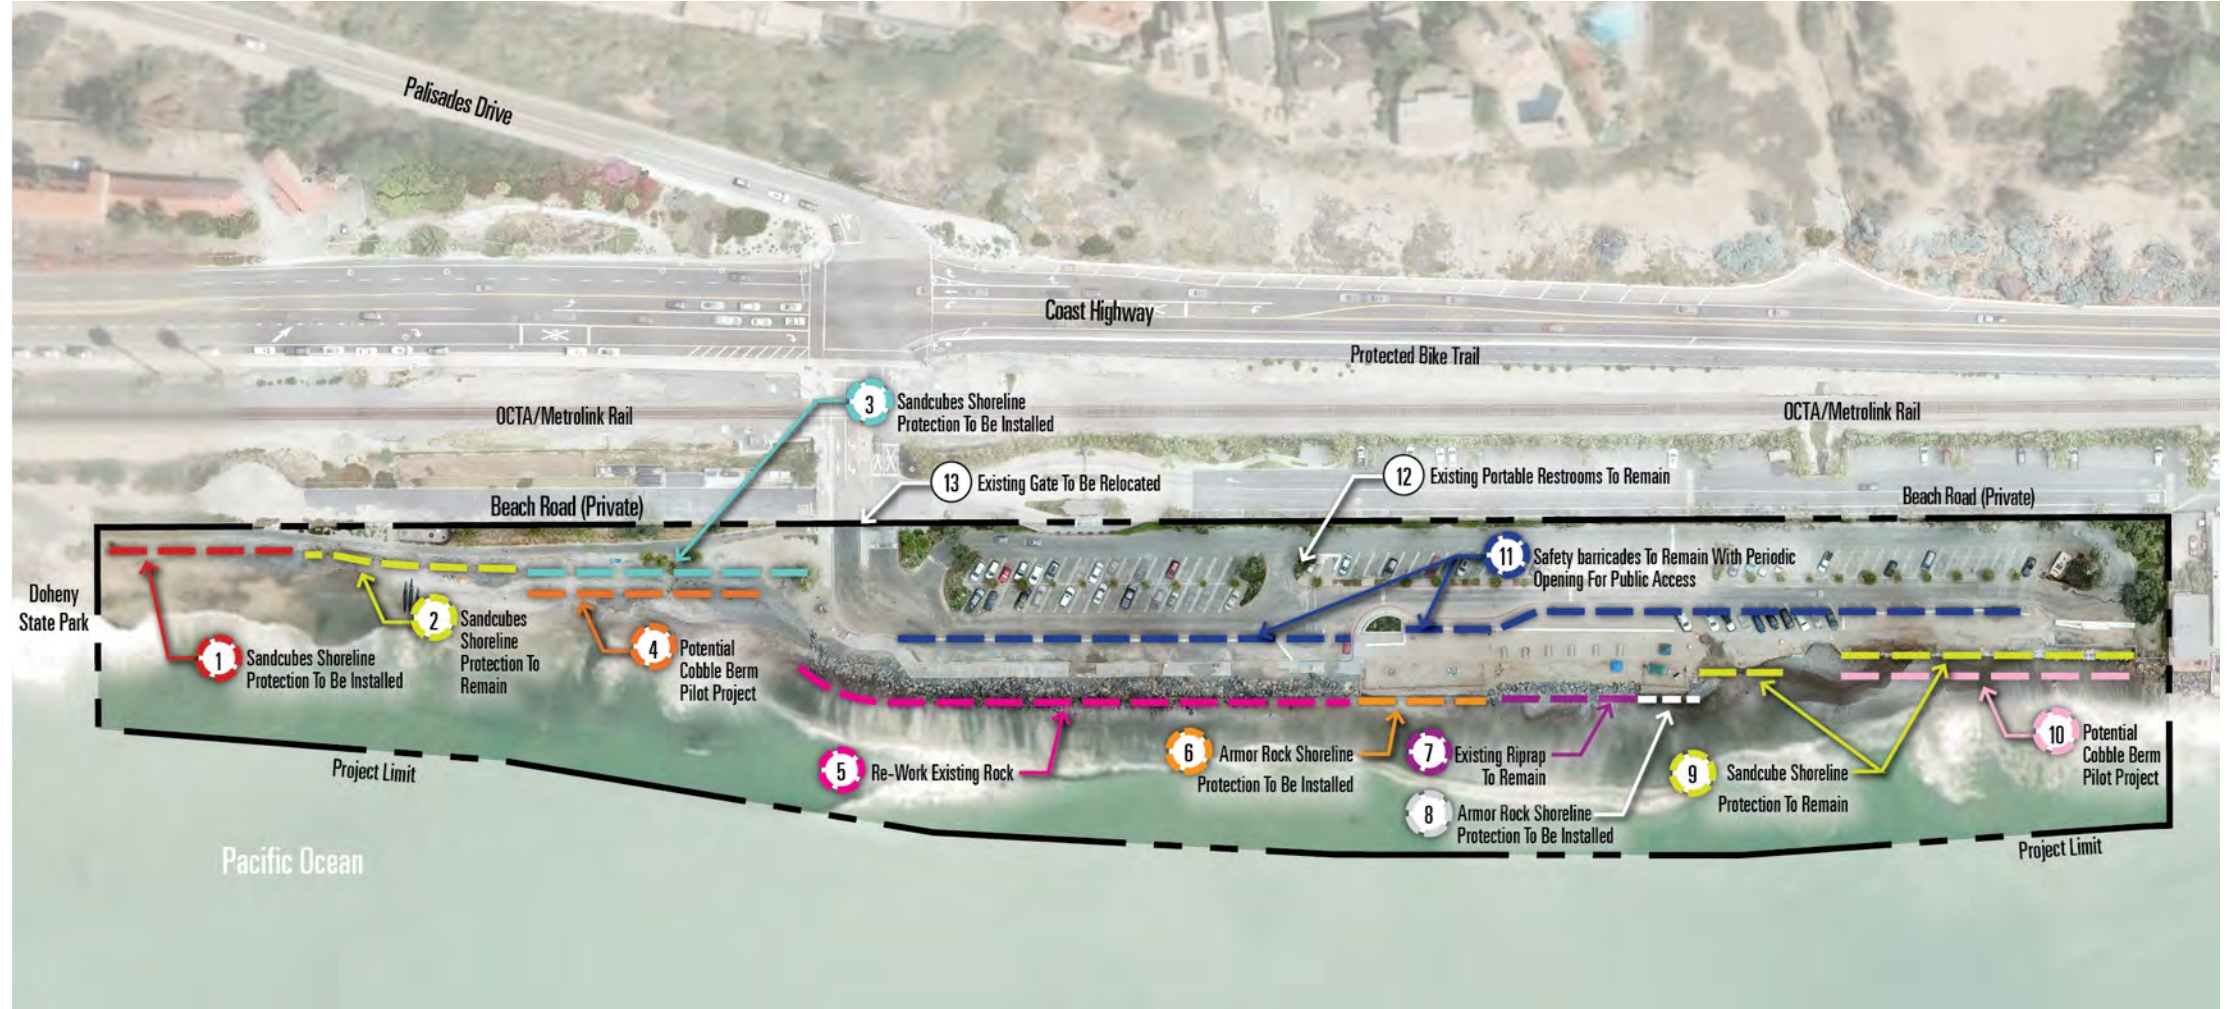 Palisades Drive
Coast Highway
Protected Bike Trail
OCTA/Metrolink Rail
OCTA/Metrolink Rail
3
Sandcubes Shoreline
Protection To Be Installed
13
Existing Gate To Be Relocated
12
Existing Portable Restrooms To Remain
Beach Road (Private)
Beach Road (Private)
11
Safety barricades To Remain With Periodic
Opening For Public Access
Doheny
State Park
1
Sandcubes Shoreline
Protection To Be Installed
2
Sandcubes
Shoreline
Protection To
Remain
4
Potential
Cobble Berm
Pilot Project
5
Re-Work Existing Rock
6
Armor Rock Shoreline
Protection To Be Installed
7
Existing Riprap
To Remain
8
Armor Rock Shoreline
Protection To Be Installed
9
Sandcube Shoreline
Protection To Remain
10
Potential
Cobble Berm
Pilot Project
Project Limit
Project Limit
Pacific Ocean